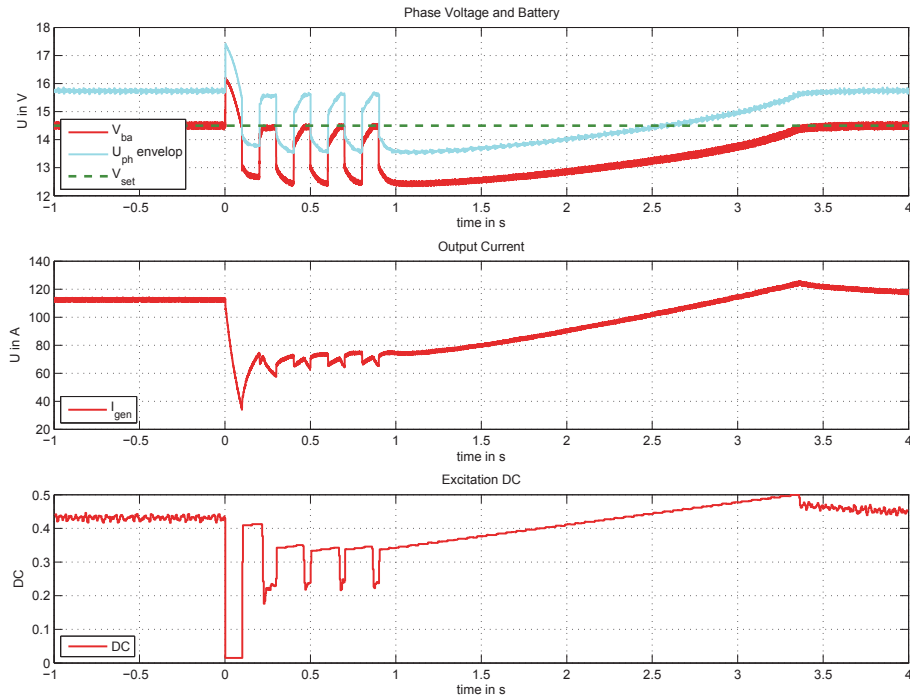 Phase Voltage and Battery
18
17
16
15
14
13
12
U in V
V_ba
U_ph envelop
V_set
−1 −0.5 0 0.5 1 1.5 2 2.5 3 3.5 4
time in s
Output Current
140
120
100
80
60
40
20
U in A
I_gen
−1 −0.5 0 0.5 1 1.5 2 2.5 3 3.5 4
time in s
Excitation DC
0.5
0.4
0.3
0.2
0.1
0
DC
DC
−1 −0.5 0 0.5 1 1.5 2 2.5 3 3.5 4
time in s